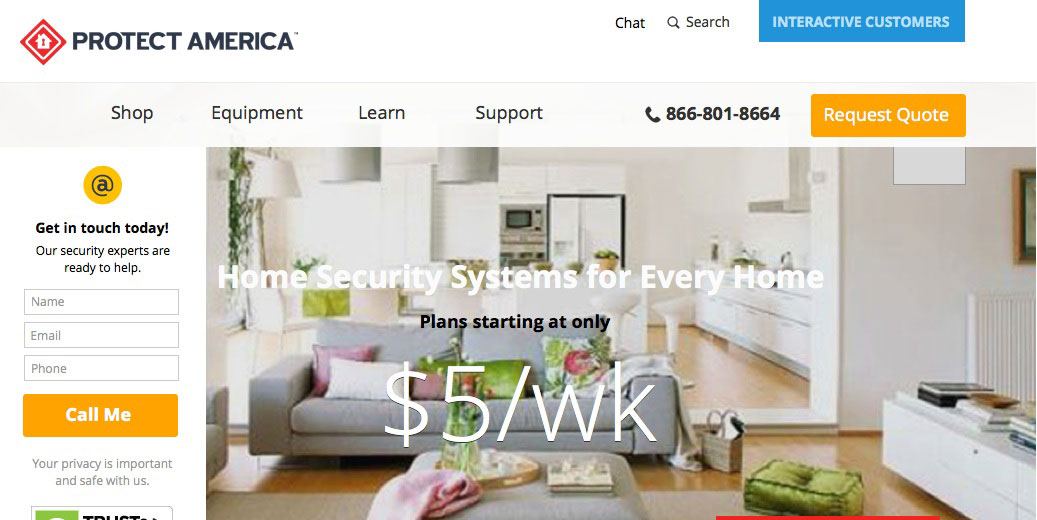 PROTECT AMERICA™
Chat
Search
INTERACTIVE CUSTOMERS
Shop
Equipment
Learn
Support
866-801-8664
Request Quote
@
Get in touch today!
Our security experts are
ready to help.
Name
Email
Phone
Call Me
Your privacy is important
and safe with us.
Home Security Systems for Every Home
Plans starting at only
$5/wk